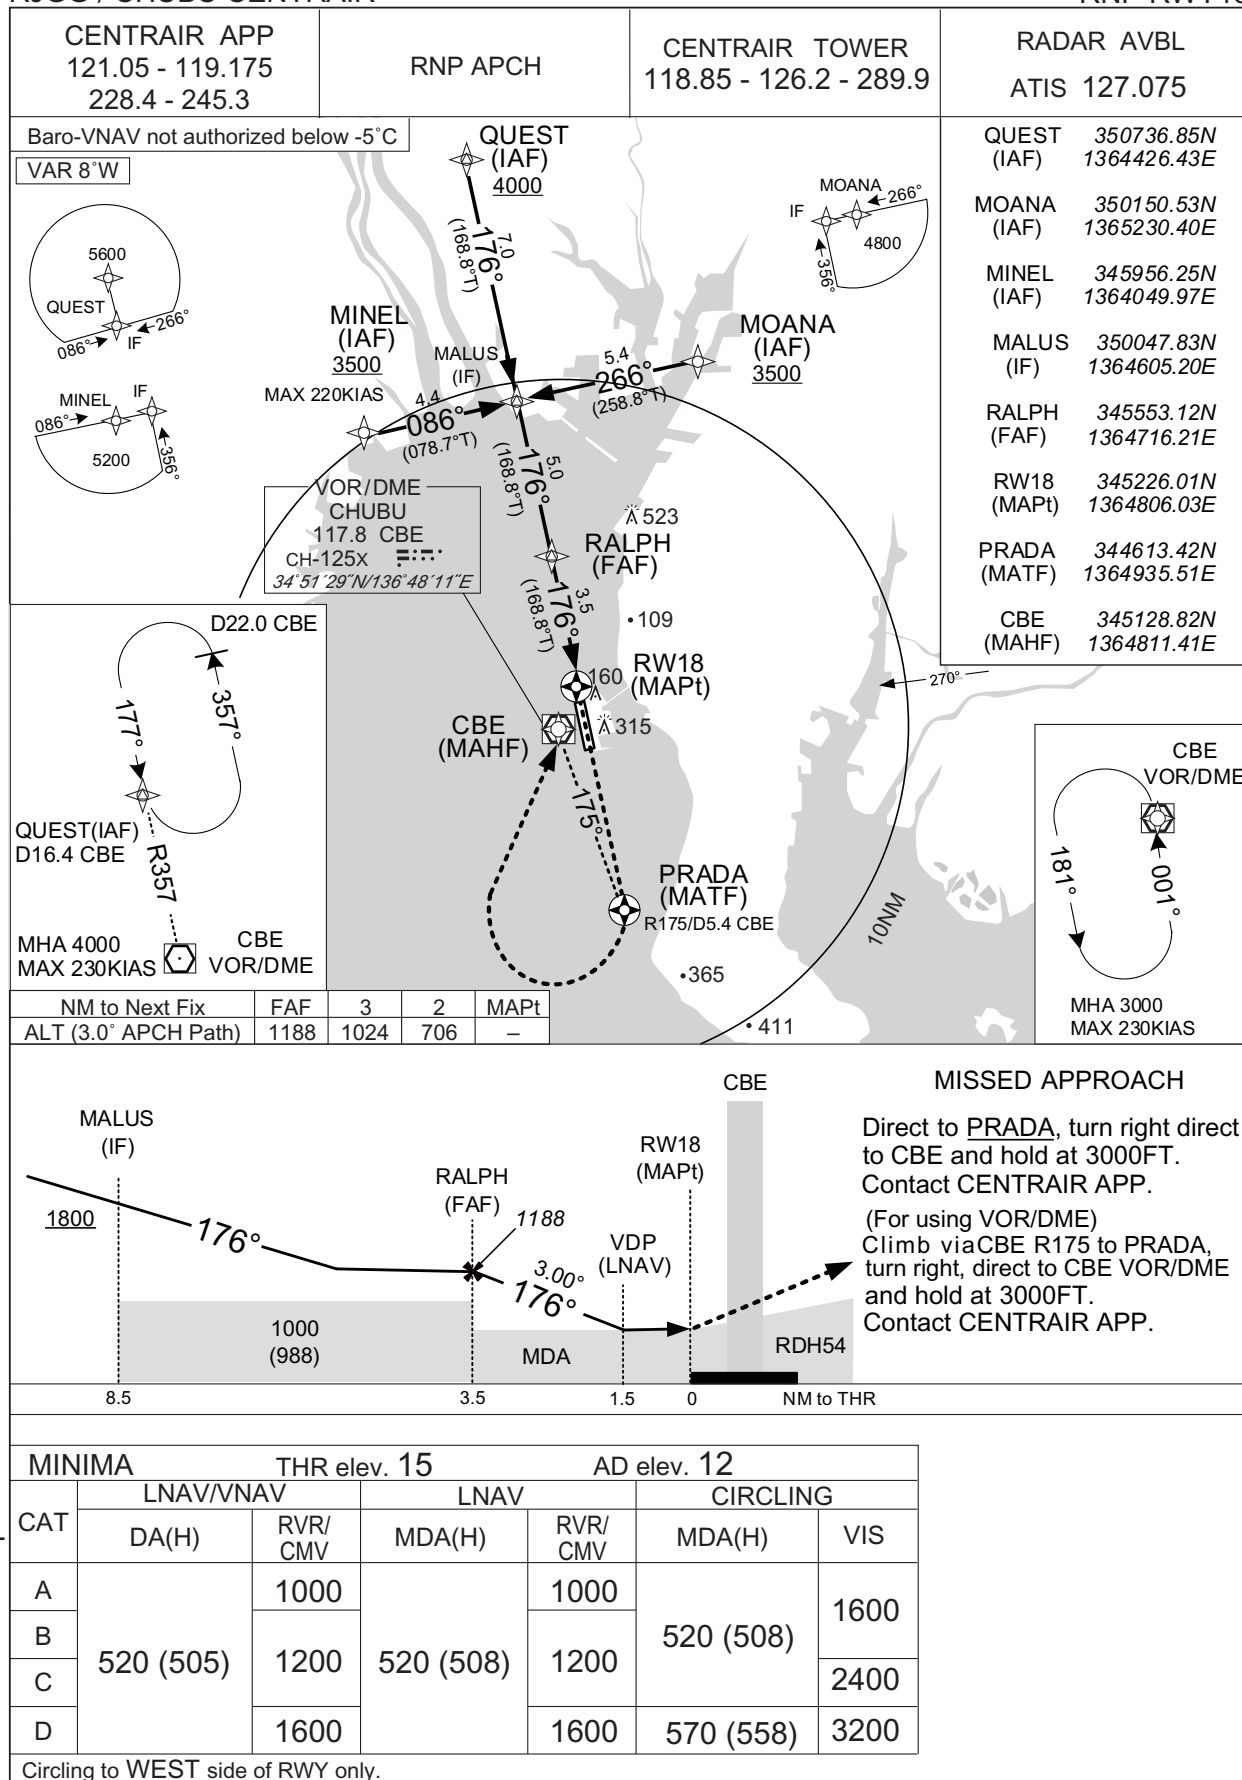 CENTRAIR APP
121.05 - 119.175
228.4 - 245.3
RNP APCH
CENTRAIR TOWER
118.85 - 126.2 - 289.9
RADAR AVBL
ATIS 127.075
Baro-VNAV not authorized below -5°C
VAR 8°W
5600
QUEST
086°
IF
266°
MINEL
IF
086°
5200
356°
QUEST
(IAF)
4000
7.0
176°
(168.8°T)
MINEL
(IAF)
3500
MAX 220KIAS
MALUS
(IF)
4.4
086°
(078.7°T)
MOANA
(IAF)
3500
5.4
266°
(258.8°T)
MOANA
266°
IF
4800
356°
5.0
176°
(168.8°T)
VOR/DME
CHUBU
117.8 CBE
CH-125X
34°51′29″N/136°48′11″E
523
RALPH
(FAF)
3.5
176°
(168.8°T)
109
RW18
(MAPt)
160
315
CBE
(MAHF)
175°
PRADA
(MATF)
R175/D5.4 CBE
365
411
10NM
270°
QUEST 350736.85N
(IAF) 1364426.43E
MOANA 350150.53N
(IAF) 1365230.40E
MINEL 345956.25N
(IAF) 1364049.97E
MALUS 350047.83N
(IF) 1364605.20E
RALPH 345553.12N
(FAF) 1364716.21E
RW18 345226.01N
(MAPt) 1364806.03E
PRADA 344613.42N
(MATF) 1364935.51E
CBE 345128.82N
(MAHF) 1364811.41E
D22.0 CBE
177°
357°
QUEST(IAF)
D16.4 CBE
R357
MHA 4000
MAX 230KIAS
CBE
VOR/DME
CBE
VOR/DME
181°
001°
MHA 3000
MAX 230KIAS
NM to Next Fix FAF 3 2 MAPt
ALT (3.0° APCH Path) 1188 1024 706 –
MALUS
(IF)
1800
176°
RALPH
(FAF)
1188
3.00°
176°
VDP
(LNAV)
RW18
(MAPt)
CBE
1000
(988)
MDA
RDH54
8.5 3.5 1.5 0 NM to THR
MISSED APPROACH
Direct to PRADA, turn right direct
to CBE and hold at 3000FT.
Contact CENTRAIR APP.
(For using VOR/DME)
Climb viaCBE R175 to PRADA,
turn right, direct to CBE VOR/DME
and hold at 3000FT.
Contact CENTRAIR APP.
MINIMA THR elev. 15 AD elev. 12
CAT LNAV/VNAV LNAV CIRCLING
DA(H) RVR/CMV MDA(H) RVR/CMV MDA(H) VIS
A 1000 1000 1600
B 520 (505) 1200 520 (508) 1200 520 (508)
C 2400
D 1600 1600 570 (558) 3200
Circling to WEST side of RWY only.